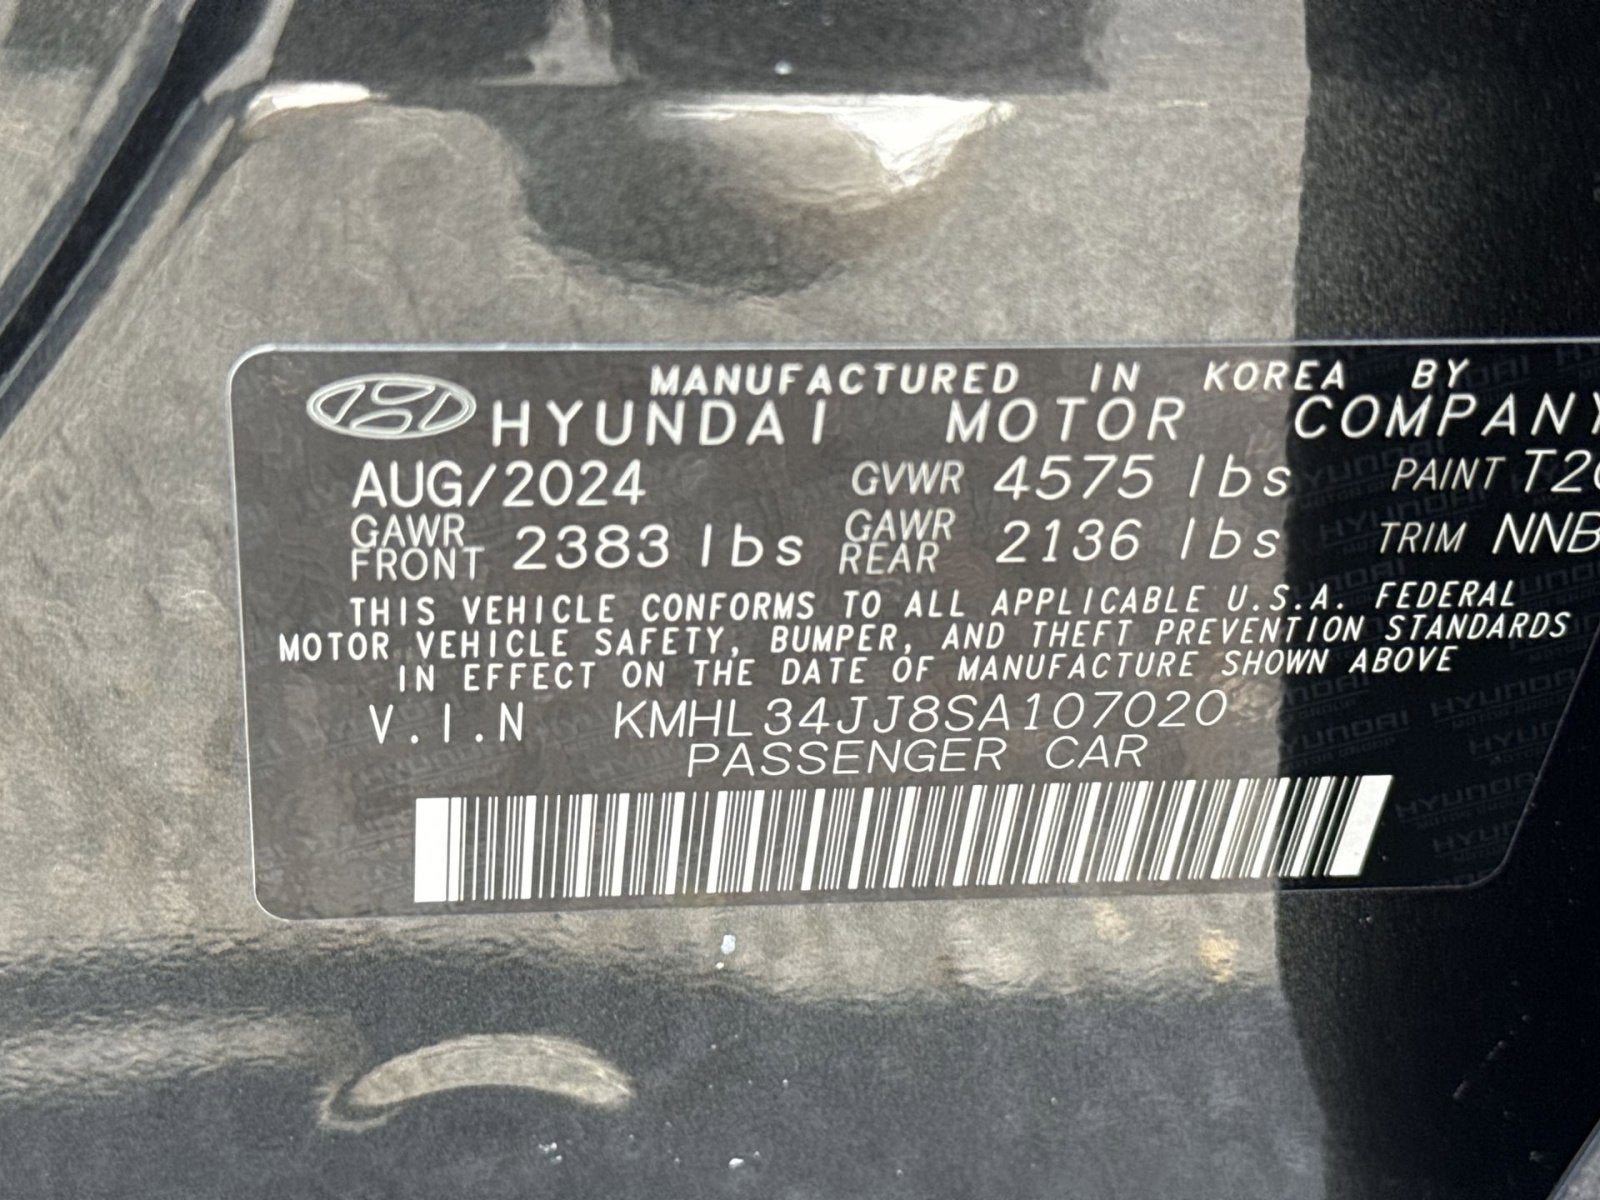 MANUFACTURED IN KOREA BY
HYUNDAI MOTOR COMPANY
AUG/2024 GVWR 4575 lbs PAINT
GAWR FRONT 2383 lbs GAWR REAR 2136 lbs TRIM NNB
THIS VEHICLE CONFORMS TO ALL APPLICABLE U.S.A. FEDERAL
MOTOR VEHICLE SAFETY, BUMPER, AND THEFT PREVENTION STANDARDS
IN EFFECT ON THE DATE OF MANUFACTURE SHOWN ABOVE
V.I.N KMHL34JJ8SA107020
PASSENGER CAR